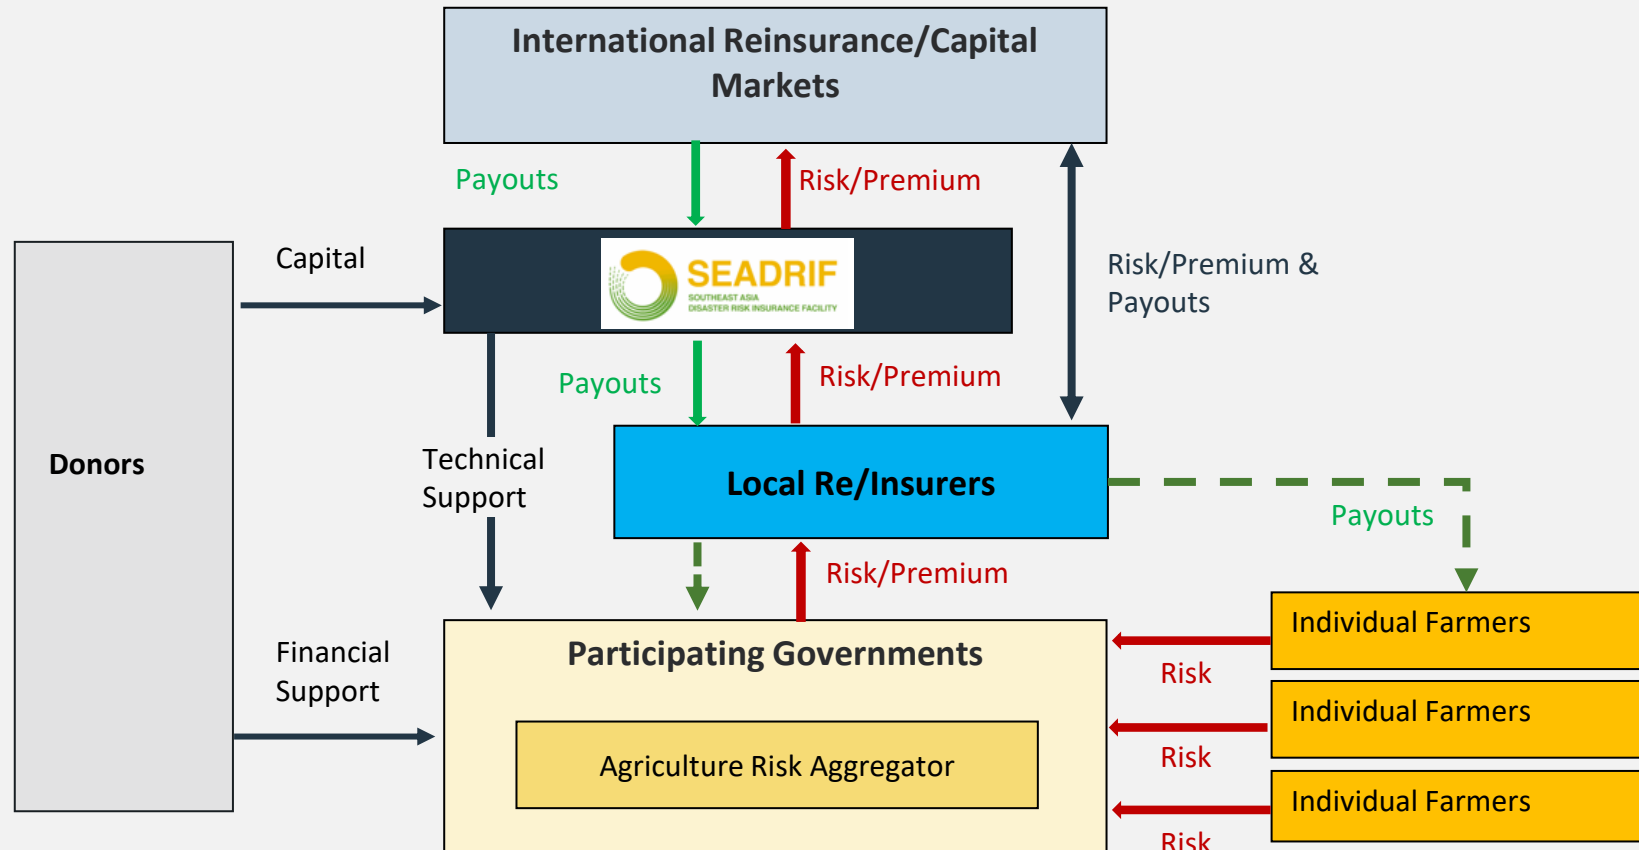 International Reinsurance/Capital
Markets
Payouts
Risk/Premium
Capital
SEADRIF
SOUTHEAST ASIA
DISASTER RISK INSURANCE FACILITY
Risk/Premium &
Payouts
Payouts
Risk/Premium
Donors
Technical
Support
Local Re/Insurers
Payouts
Risk/Premium
Financial
Support
Participating Governments
Individual Farmers
Risk
Individual Farmers
Risk
Agriculture Risk Aggregator
Individual Farmers
Risk